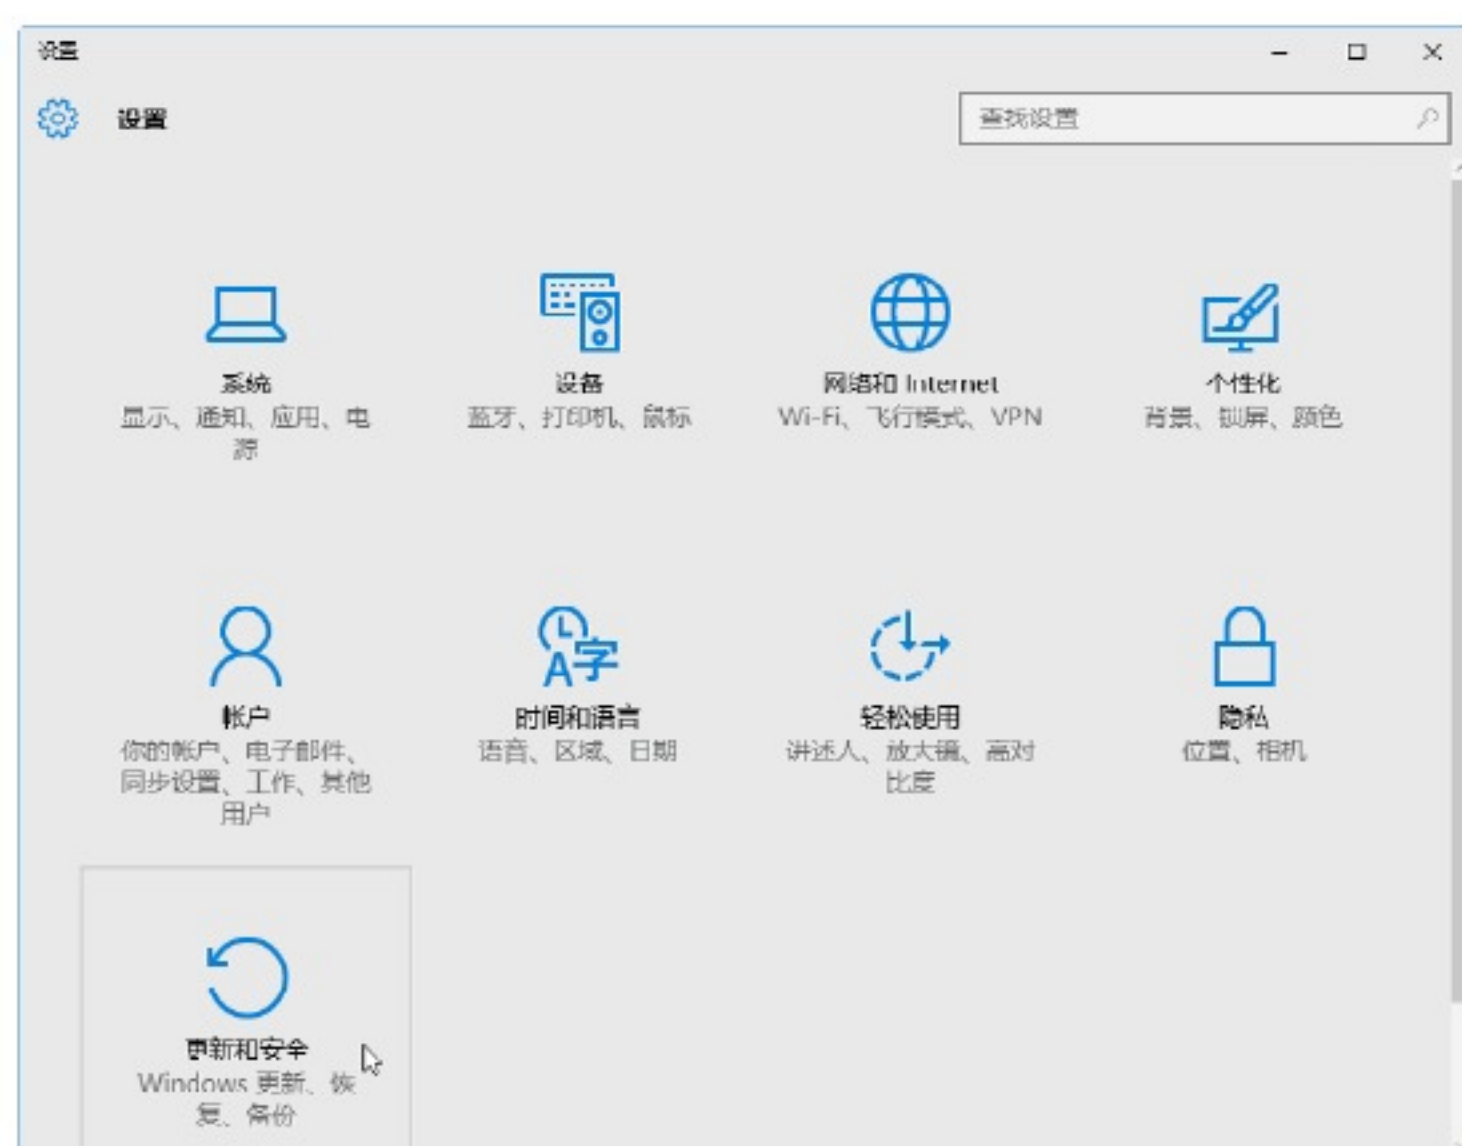 设置
设置
查找设置
系统
显示、通知、应用、电
源
设备
蓝牙、打印机、鼠标
网络和 Internet
Wi-Fi、飞行模式、VPN
个性化
背景、锁屏、颜色
帐户
你的帐户、电子邮件、
同步设置、工作、其他
用户
时间和语言
语音、区域、日期
轻松使用
讲述人、放大镜、高对
比度
隐私
位置、相机
更新和安全
Windows 更新、恢
复、备份